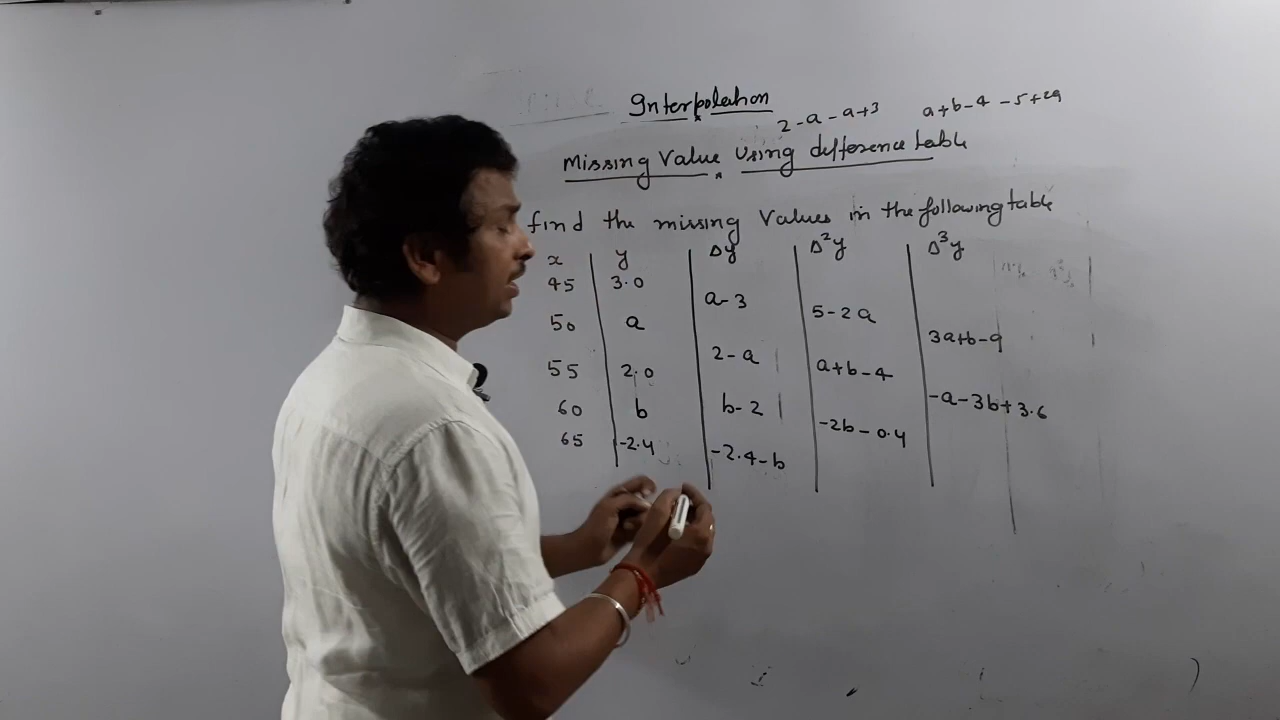 Interpolation
2-a-a+3 a+b-4-5+2a
Missing Value Using difference table
find the missing Values in the following table
x y Δy Δ²y Δ³y
45 3.0
a-3
50 a 5-2a
2-a 3a+b-9
55 2.0 a+b-4
b-2 -a-3b+3.6
60 b -2b-0.4
65 -2.4 -2.4-b